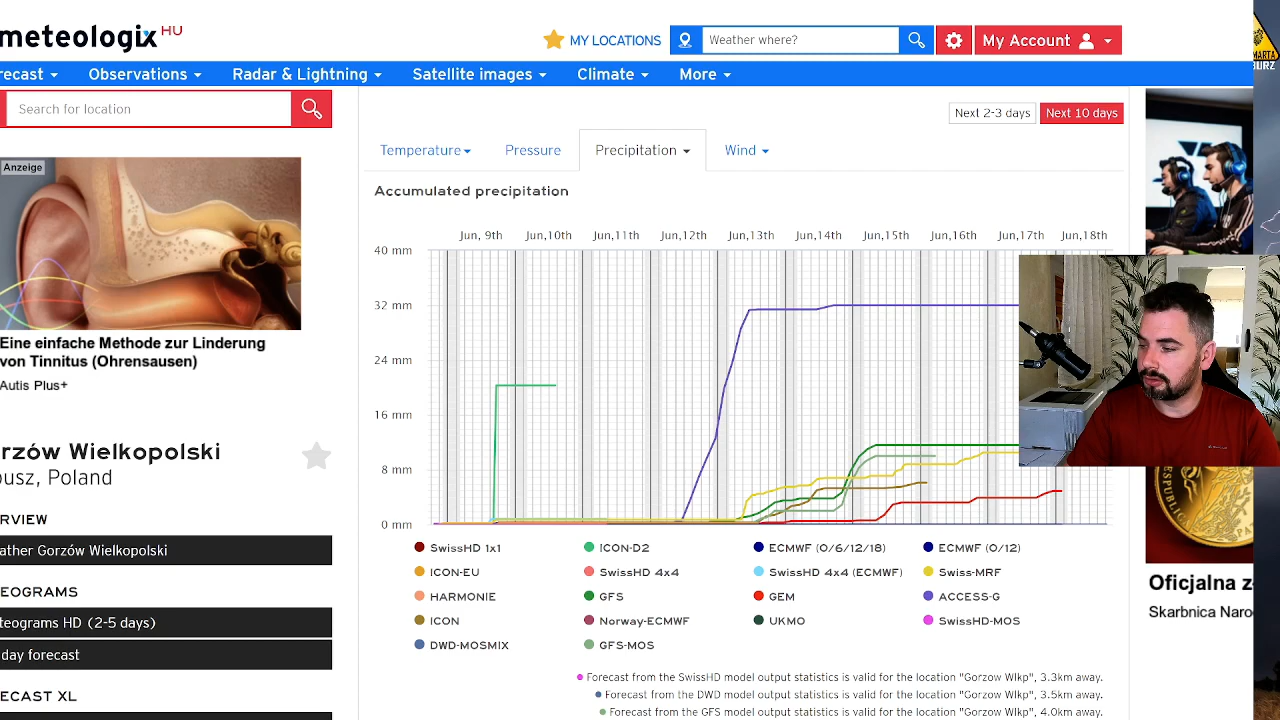 meteologix HU
MY LOCATIONS
Weather where?
My Account
recast
Observations
Radar & Lightning
Satellite images
Climate
More
Search for location
Next 2-3 days
Next 10 days
Anzeige
Temperature
Pressure
Precipitation
Wind
Accumulated precipitation
Jun, 9th
Jun,10th
Jun,11th
Jun,12th
Jun,13th
Jun,14th
Jun,15th
Jun,16th
Jun,17th
Jun,18th
40 mm
32 mm
24 mm
16 mm
8 mm
0 mm
Eine einfache Methode zur Linderung
von Tinnitus (Ohrensausen)
Autis Plus+
rzów Wielkopolski
usz, Poland
RVIEW
ather Gorzów Wielkopolski
EOGRAMS
teograms HD (2-5 days)
day forecast
ECAST XL
SwissHD 1x1
ICON-D2
ECMWF (0/6/12/18)
ECMWF (0/12)
ICON-EU
SwissHD 4x4
SwissHD 4x4 (ECMWF)
Swiss-MRF
HARMONIE
GFS
GEM
ACCESS-G
ICON
Norway-ECMWF
UKMO
SwissHD-MOS
DWD-MOSMIX
GFS-MOS
Forecast from the SwissHD model output statistics is valid for the location "Gorzow Wlkp", 3.3km away.
Forecast from the DWD model output statistics is valid for the location "Gorzow Wlkp", 3.5km away.
Forecast from the GFS model output statistics is valid for the location "Gorzow Wlkp", 4.0km away.
Oficjalna z
Skarbnica Naro
MARTA
BURZ